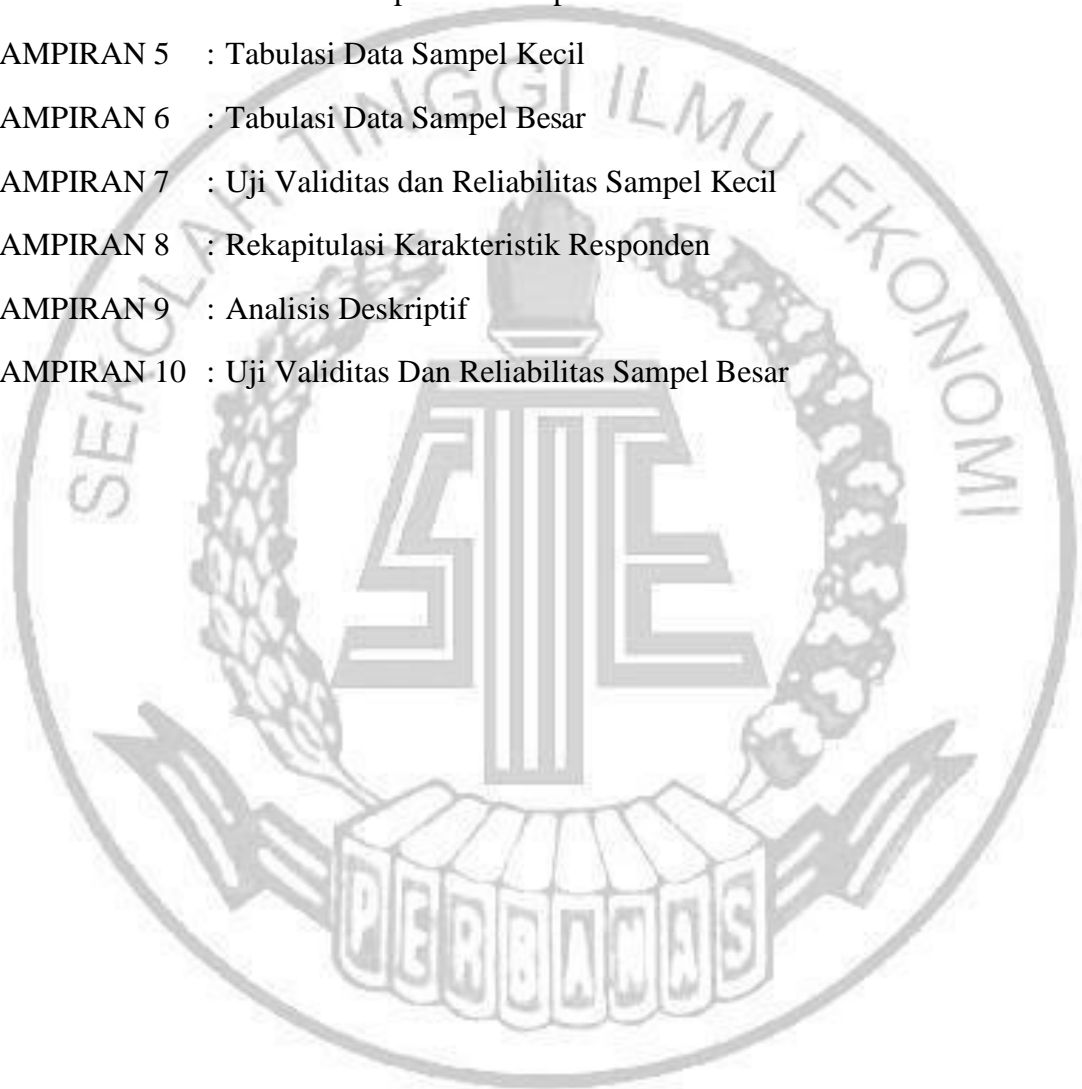 AMPIRAN 5 : Tabulasi Data Sampel Kecil
AMPIRAN 6 : Tabulasi Data Sampel Besar
AMPIRAN 7 : Uji Validitas dan Reliabilitas Sampel Kecil
AMPIRAN 8 : Rekapitulasi Karakteristik Responden
AMPIRAN 9 : Analisis Deskriptif
AMPIRAN 10 : Uji Validitas Dan Reliabilitas Sampel Besar
SEKOLAH TINGGI ILMU EKONOMI
STIE
PERBANAS